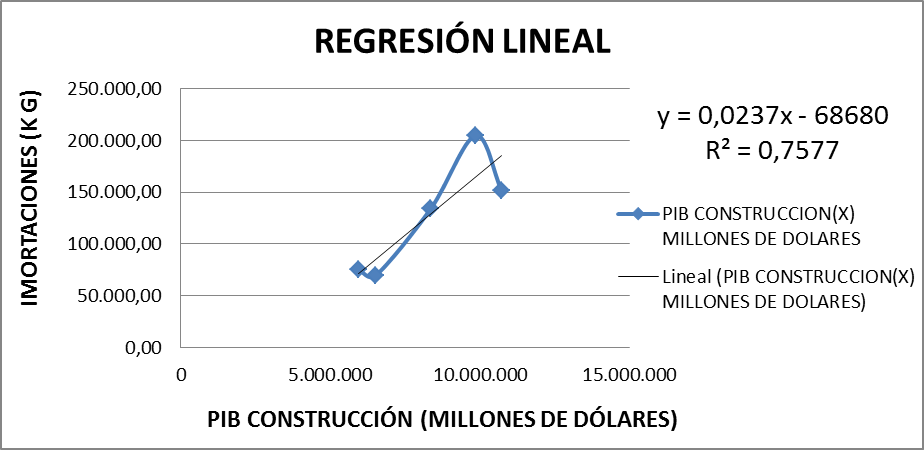 REGRESIÓN LINEAL
IMORTACIONES (K G)
250.000,00
200.000,00
150.000,00
100.000,00
50.000,00
0,00
0
5.000.000
10.000.000
15.000.000
PIB CONSTRUCCIÓN (MILLONES DE DÓLARES)
y = 0,0237x - 68680
R² = 0,7577
PIB CONSTRUCCION(X)
MILLONES DE DOLARES
Lineal (PIB CONSTRUCCION(X)
MILLONES DE DOLARES)